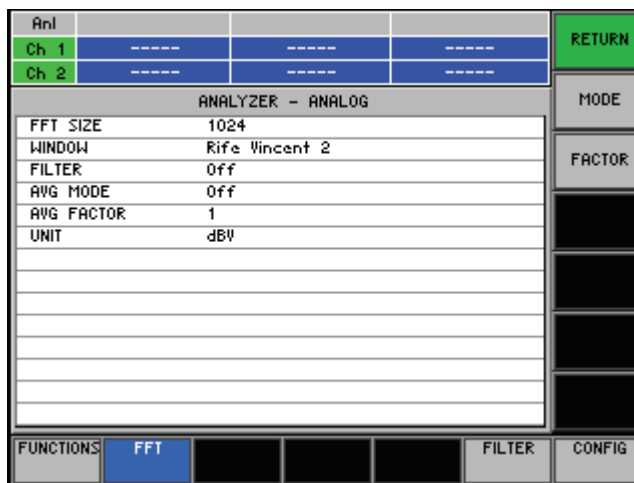 Anl
Ch 1 ----- ----- -----
Ch 2 ----- ----- -----
ANALYZER - ANALOG
FFT SIZE 1024
WINDOW Rife Vincent 2
FILTER Off
AVG MODE Off
AVG FACTOR 1
UNIT dBV
RETURN
MODE
FACTOR
FUNCTIONS FFT FILTER CONFIG